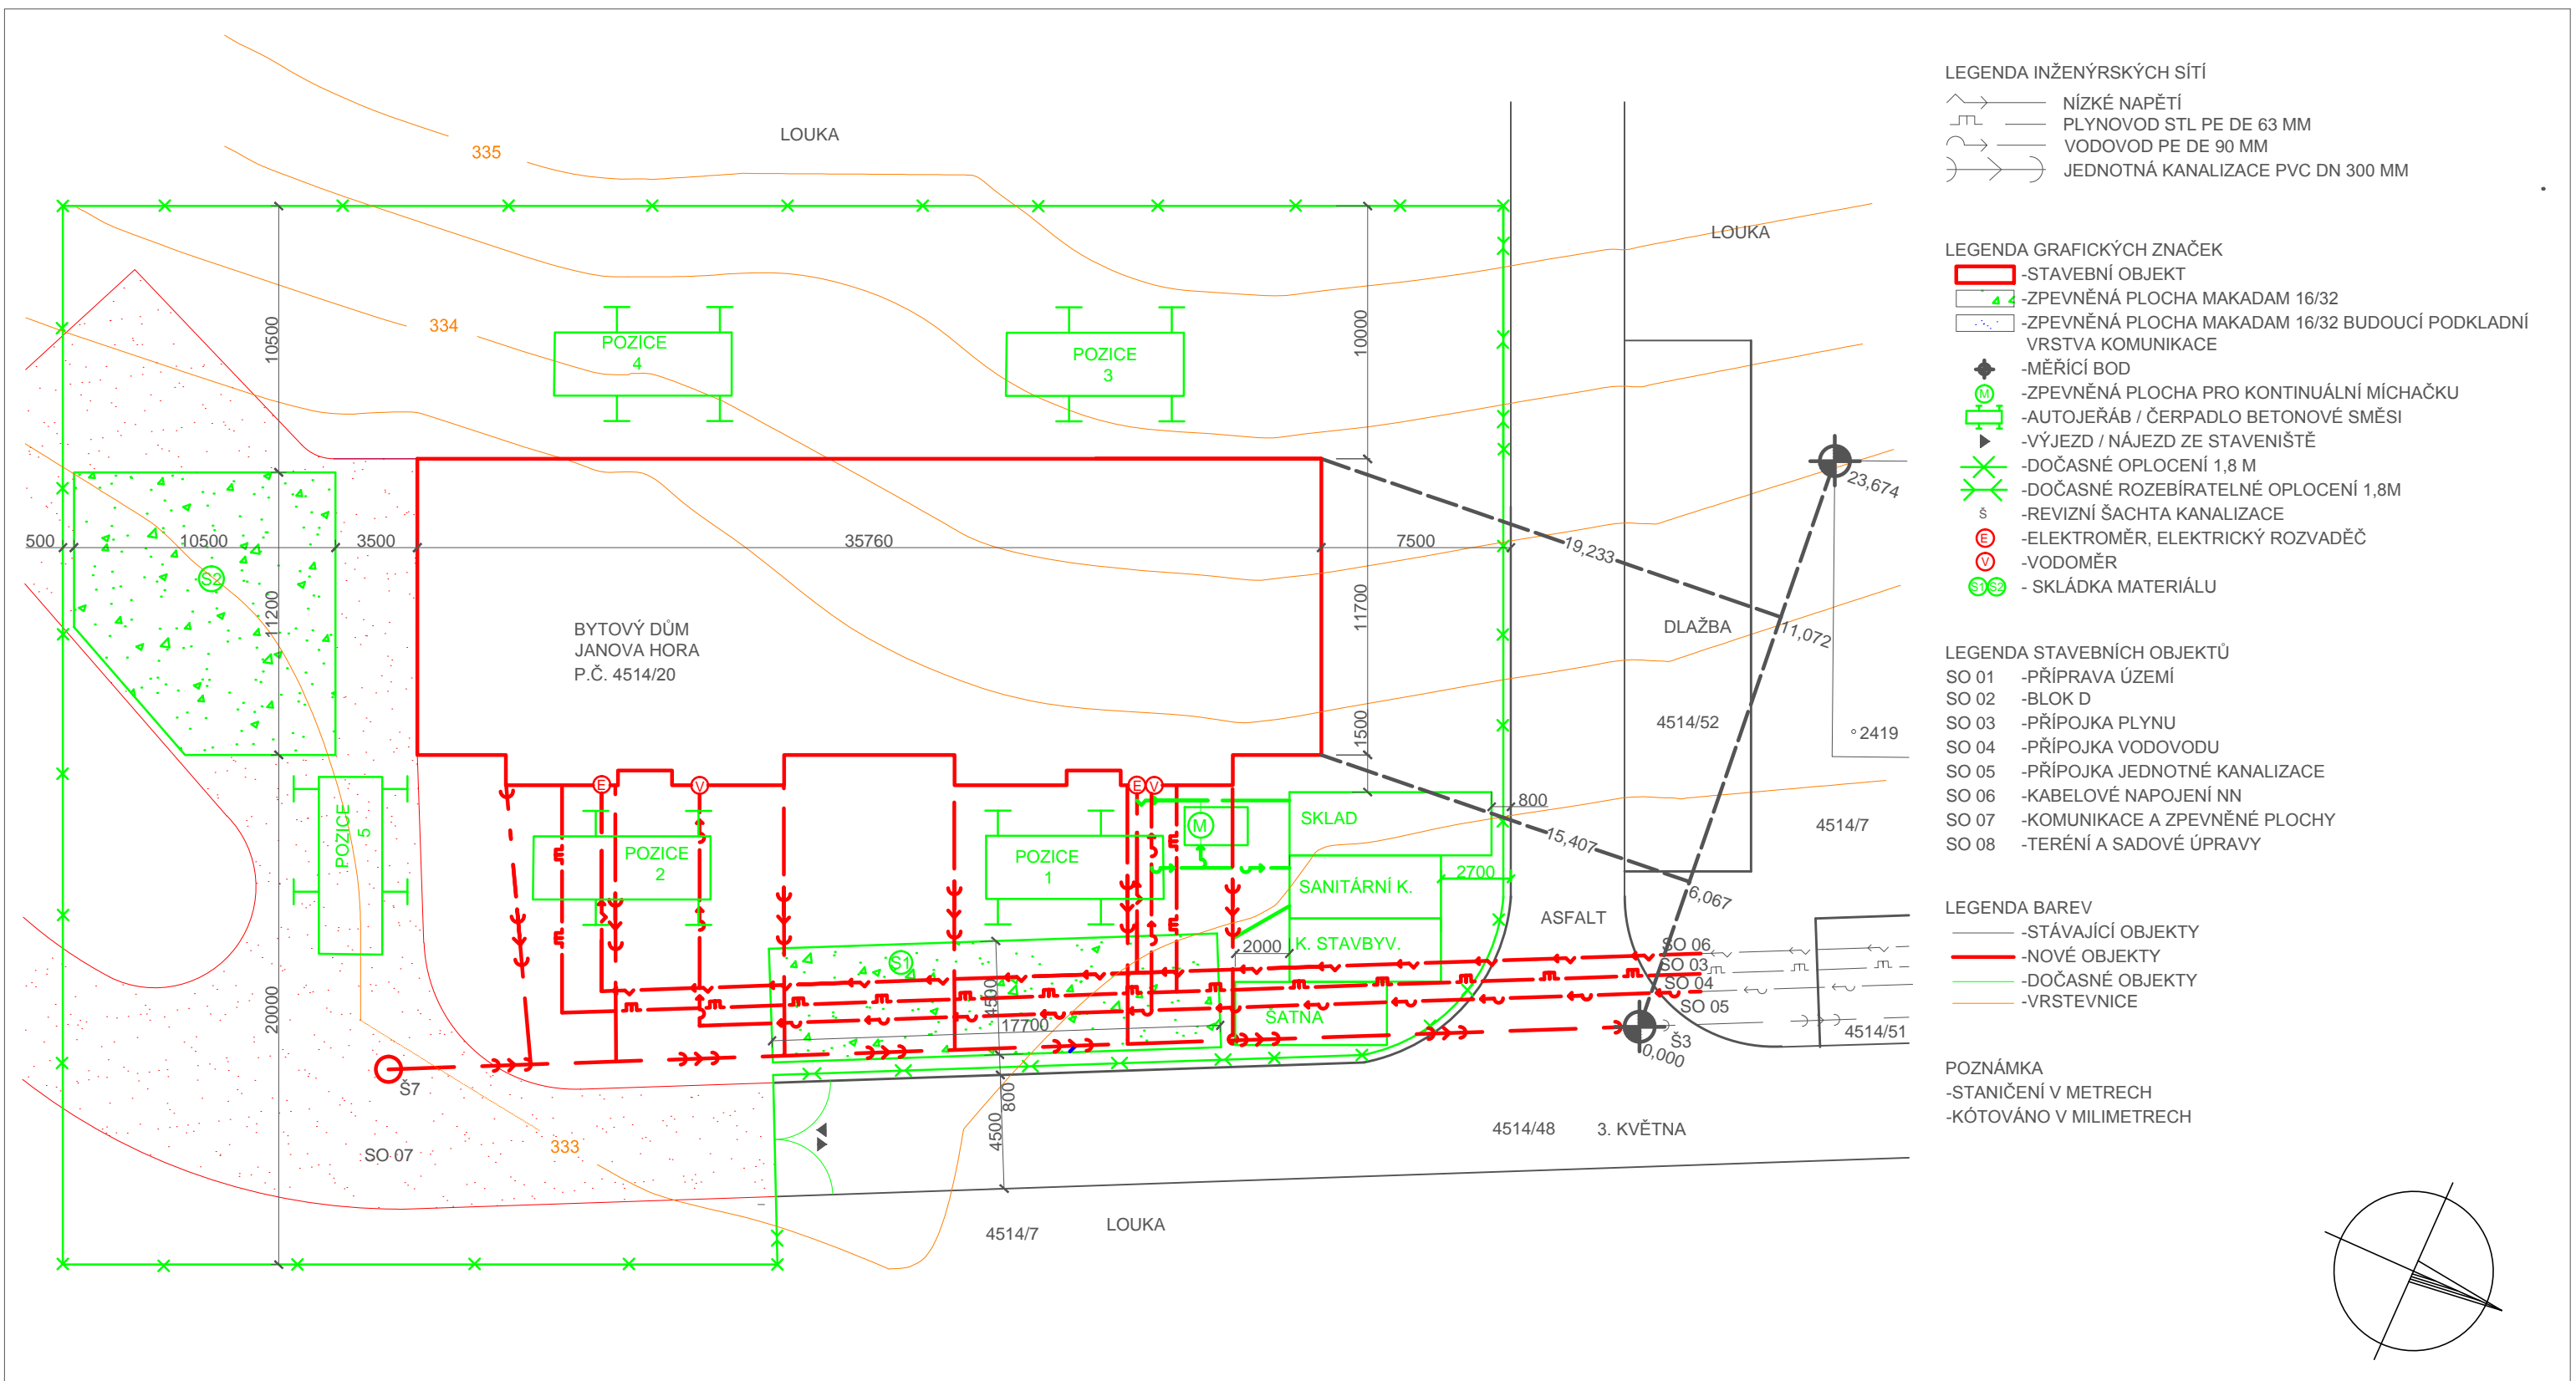 LOUKA
335
334
LOUKA
POZICE
4
POZICE
3
10500
10000
23,674
500
10500
3500
35760
7500
19,233
S2
11200
11700
BYTOVÝ DŮM
JANOVA HORA
P.Č. 4514/20
DLAŽBA
11,072
4514/52
2419
1500
E
V
E
V
800
SKLAD
M
15,407
4514/7
POZICE
5
POZICE
2
POZICE
1
SANITÁRNÍ K.
2700
6,067
ASFALT
K. STAVBYV.
2000
S1
SO 06
SO 03
SO 04
SO 05
4500
17700
ŠATNA
20000
Š3
0,000
4514/51
Š7
800
4500
4514/48
3. KVĚTNA
333
SO 07
LOUKA
4514/7
LEGENDA INŽENÝRSKÝCH SÍTÍ
NÍZKÉ NAPĚTÍ
PLYNOVOD STL PE DE 63 MM
VODOVOD PE DE 90 MM
JEDNOTNÁ KANALIZACE PVC DN 300 MM
LEGENDA GRAFICKÝCH ZNAČEK
-STAVEBNÍ OBJEKT
-ZPEVNĚNÁ PLOCHA MAKADAM 16/32
-ZPEVNĚNÁ PLOCHA MAKADAM 16/32 BUDOUCÍ PODKLADNÍ
VRSTVA KOMUNIKACE
-MĚŘÍCÍ BOD
M -ZPEVNĚNÁ PLOCHA PRO KONTINUÁLNÍ MÍCHAČKU
-AUTOJEŘÁB / ČERPADLO BETONOVÉ SMĚSI
-VÝJEZD / NÁJEZD ZE STAVENIŠTĚ
-DOČASNÉ OPLOCENÍ 1,8 M
-DOČASNÉ ROZEBÍRATELNÉ OPLOCENÍ 1,8M
Š -REVIZNÍ ŠACHTA KANALIZACE
E -ELEKTROMĚR, ELEKTRICKÝ ROZVADĚČ
V -VODOMĚR
S1 S2 - SKLÁDKA MATERIÁLU
LEGENDA STAVEBNÍCH OBJEKTŮ
SO 01 -PŘÍPRAVA ÚZEMÍ
SO 02 -BLOK D
SO 03 -PŘÍPOJKA PLYNU
SO 04 -PŘÍPOJKA VODOVODU
SO 05 -PŘÍPOJKA JEDNOTNÉ KANALIZACE
SO 06 -KABELOVÉ NAPOJENÍ NN
SO 07 -KOMUNIKACE A ZPEVNĚNÉ PLOCHY
SO 08 -TERÉNÍ A SADOVÉ ÚPRAVY
LEGENDA BAREV
-STÁVAJÍCÍ OBJEKTY
-NOVÉ OBJEKTY
-DOČASNÉ OBJEKTY
-VRSTEVNICE
POZNÁMKA
-STANIČENÍ V METRECH
-KÓTOVÁNO V MILIMETRECH